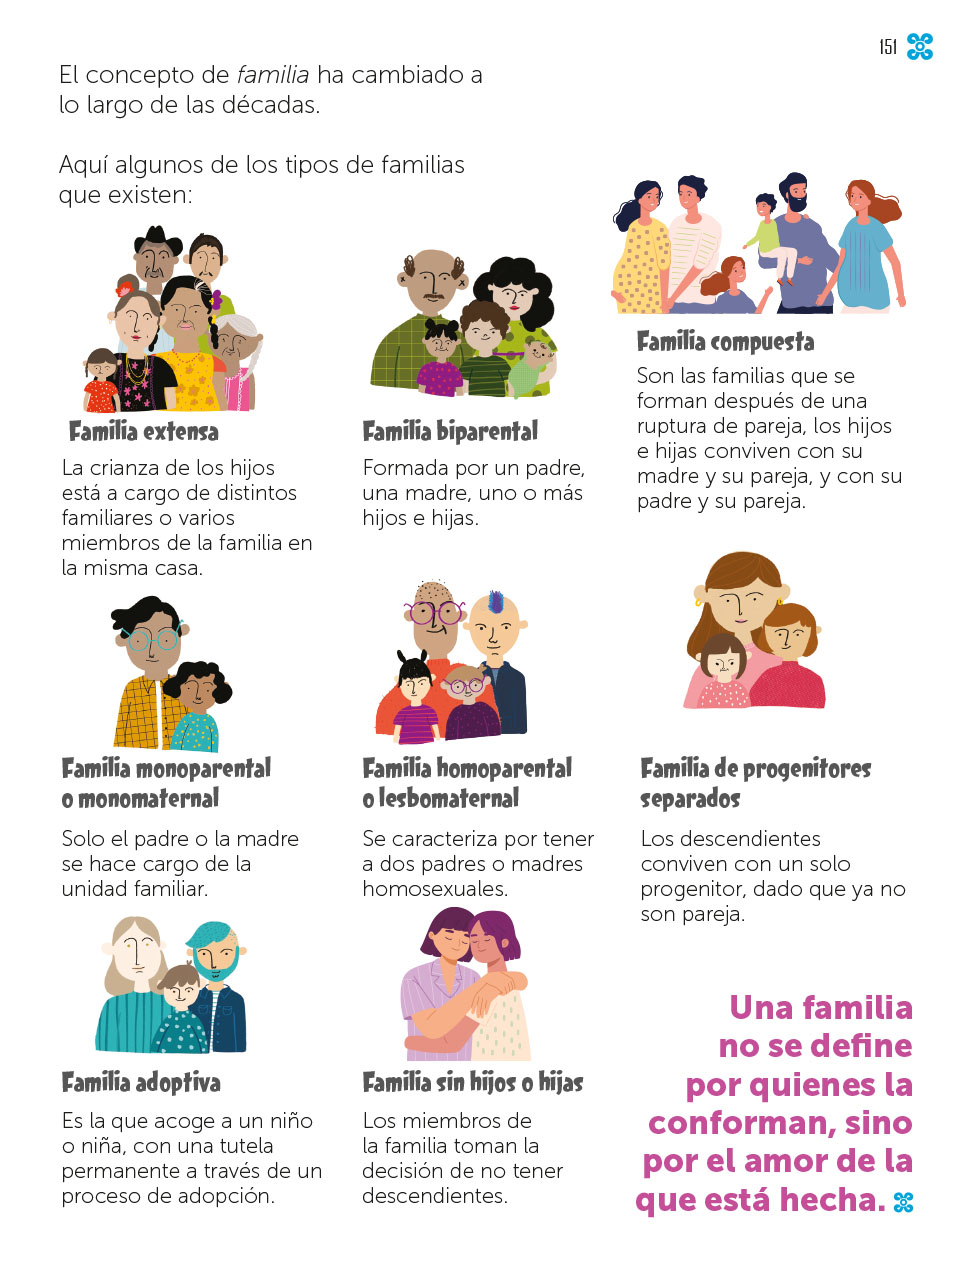 151
El concepto de familia ha cambiado a
lo largo de las décadas.
Aquí algunos de los tipos de familias
que existen:
Familia extensa
La crianza de los hijos
está a cargo de distintos
familiares o varios
miembros de la familia en
la misma casa.
Familia biparental
Formada por un padre,
una madre, uno o más
hijos e hijas.
Familia compuesta
Son las familias que se
forman después de una
ruptura de pareja, los hijos
e hijas conviven con su
madre y su pareja, y con su
padre y su pareja.
Familia monoparental
o monomaternal
Solo el padre o la madre
se hace cargo de la
unidad familiar.
Familia homoparental
o lesbomaternal
Se caracteriza por tener
a dos padres o madres
homosexuales.
Familia de progenitores
separados
Los descendientes
conviven con un solo
progenitor, dado que ya no
son pareja.
Familia adoptiva
Es la que acoge a un niño
o niña, con una tutela
permanente a través de un
proceso de adopción.
Familia sin hijos o hijas
Los miembros de
la familia toman la
decisión de no tener
descendientes.
Una familia
no se define
por quienes la
conforman, sino
por el amor de la
que está hecha.